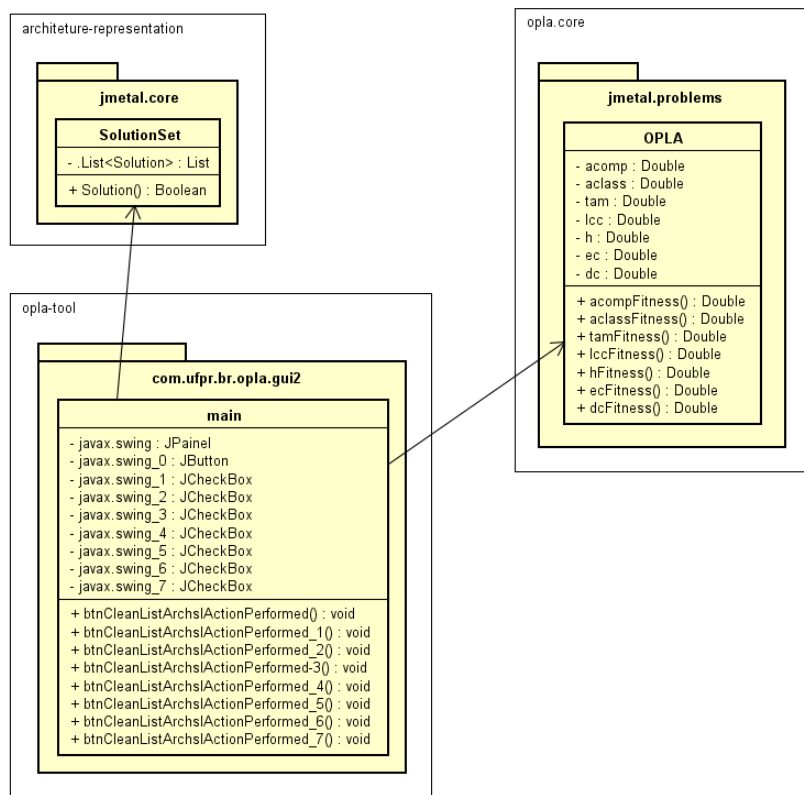 architeture-representation
jmetal.core
SolutionSet
- .List<Solution> : List
+ Solution() : Boolean
opla.core
jmetal.problems
OPLA
- acomp : Double
- aclass : Double
- tam : Double
- lcc : Double
- h : Double
- ec : Double
- dc : Double
+ acompFitness() : Double
+ aclassFitness() : Double
+ tamFitness() : Double
+ lccFitness() : Double
+ hFitness() : Double
+ ecFitness() : Double
+ dcFitness() : Double
opla-tool
com.ufpr.br.opla.gui2
main
- javax.swing : JPainel
- javax.swing_0 : JButton
- javax.swing_1 : JCheckBox
- javax.swing_2 : JCheckBox
- javax.swing_3 : JCheckBox
- javax.swing_4 : JCheckBox
- javax.swing_5 : JCheckBox
- javax.swing_6 : JCheckBox
- javax.swing_7 : JCheckBox
+ btnCleanListArchslActionPerformed() : void
+ btnCleanListArchslActionPerformed_1() : void
+ btnCleanListArchslActionPerformed_2() : void
+ btnCleanListArchslActionPerformed-3() : void
+ btnCleanListArchslActionPerformed_4() : void
+ btnCleanListArchslActionPerformed_5() : void
+ btnCleanListArchslActionPerformed_6() : void
+ btnCleanListArchslActionPerformed_7() : void